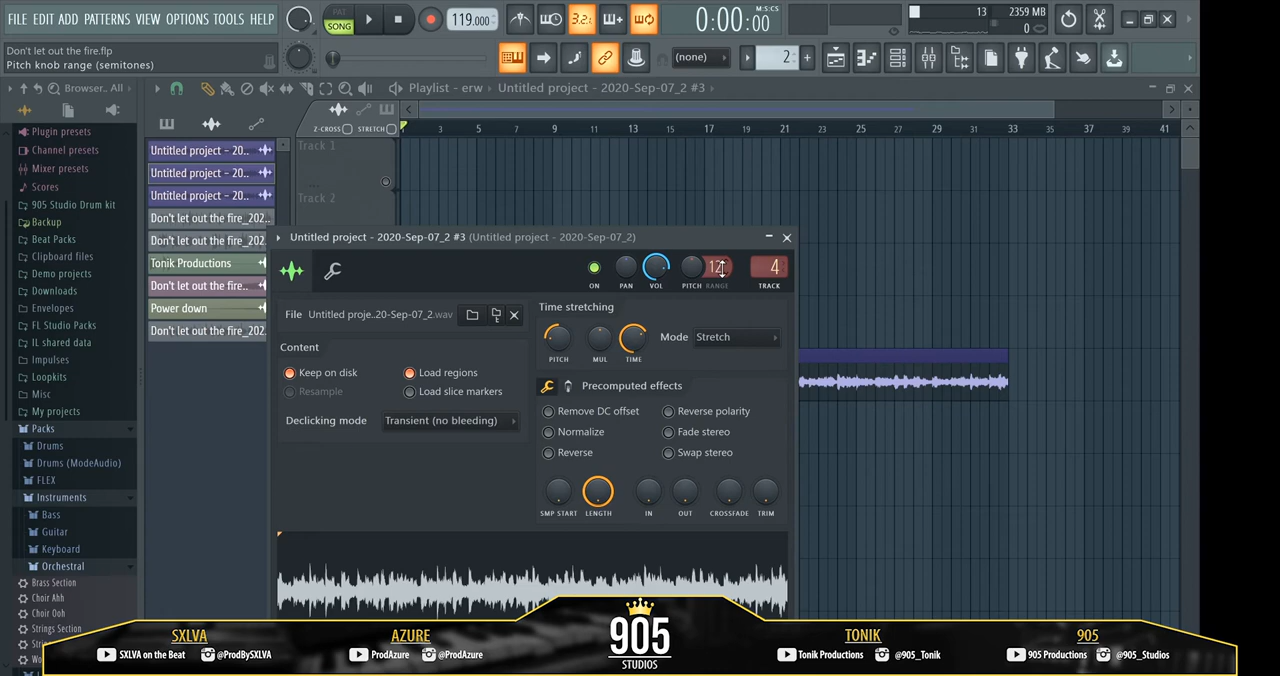 FILE EDIT ADD PATTERNS VIEW OPTIONS TOOLS HELP
PAT
SONG
119.000
3.2
0:00:00
M:S:CS
13
2359 MB
0
Don't let out the fire.flp
Pitch knob range (semitones)
(none)
2
Browser.. All
Playlist - erw
Untitled project - 2020-Sep-07_2 #3
Z-CROSS
STRETCH
3 5 7 9 11 13 15 17 19 21 23 25 27 29 31 33 35 37 39 41
Plugin presets
Channel presets
Mixer presets
Scores
905 Studio Drum kit
Backup
Beat Packs
Clipboard files
Demo projects
Downloads
Envelopes
FL Studio Packs
IL shared data
Impulses
Loopkits
Misc
My projects
Packs
Drums
Drums (ModeAudio)
FLEX
Instruments
Bass
Guitar
Keyboard
Orchestral
Brass Section
Choir Ahh
Choir Ooh
Strings Section
Untitled project - 20..
Untitled project - 20..
Untitled project - 20..
Don't let out the fire_202..
Don't let out the fire_202..
Tonik Productions
Don't let out the fire_202..
Power down
Don't let out the fire_202..
Track 1
Track 2
Untitled project - 2020-Sep-07_2 #3 (Untitled project - 2020-Sep-07_2)
12
4
ON
PAN
VOL
PITCH
RANGE
TRACK
File
Untitled proje..20-Sep-07_2.wav
Content
Keep on disk
Load regions
Resample
Load slice markers
Declicking mode
Transient (no bleeding)
Time stretching
PITCH
MUL
TIME
Mode
Stretch
Precomputed effects
Remove DC offset
Reverse polarity
Normalize
Fade stereo
Reverse
Swap stereo
SMP START
LENGTH
IN
OUT
CROSSFADE
TRIM
SXLVA
SXLVA on the Beat
@ProdBySXLVA
AZURE
ProdAzure
@ProdAzure
905
STUDIOS
TONIK
Tonik Productions
@905_Tonik
905
905 Productions
@905_Studios